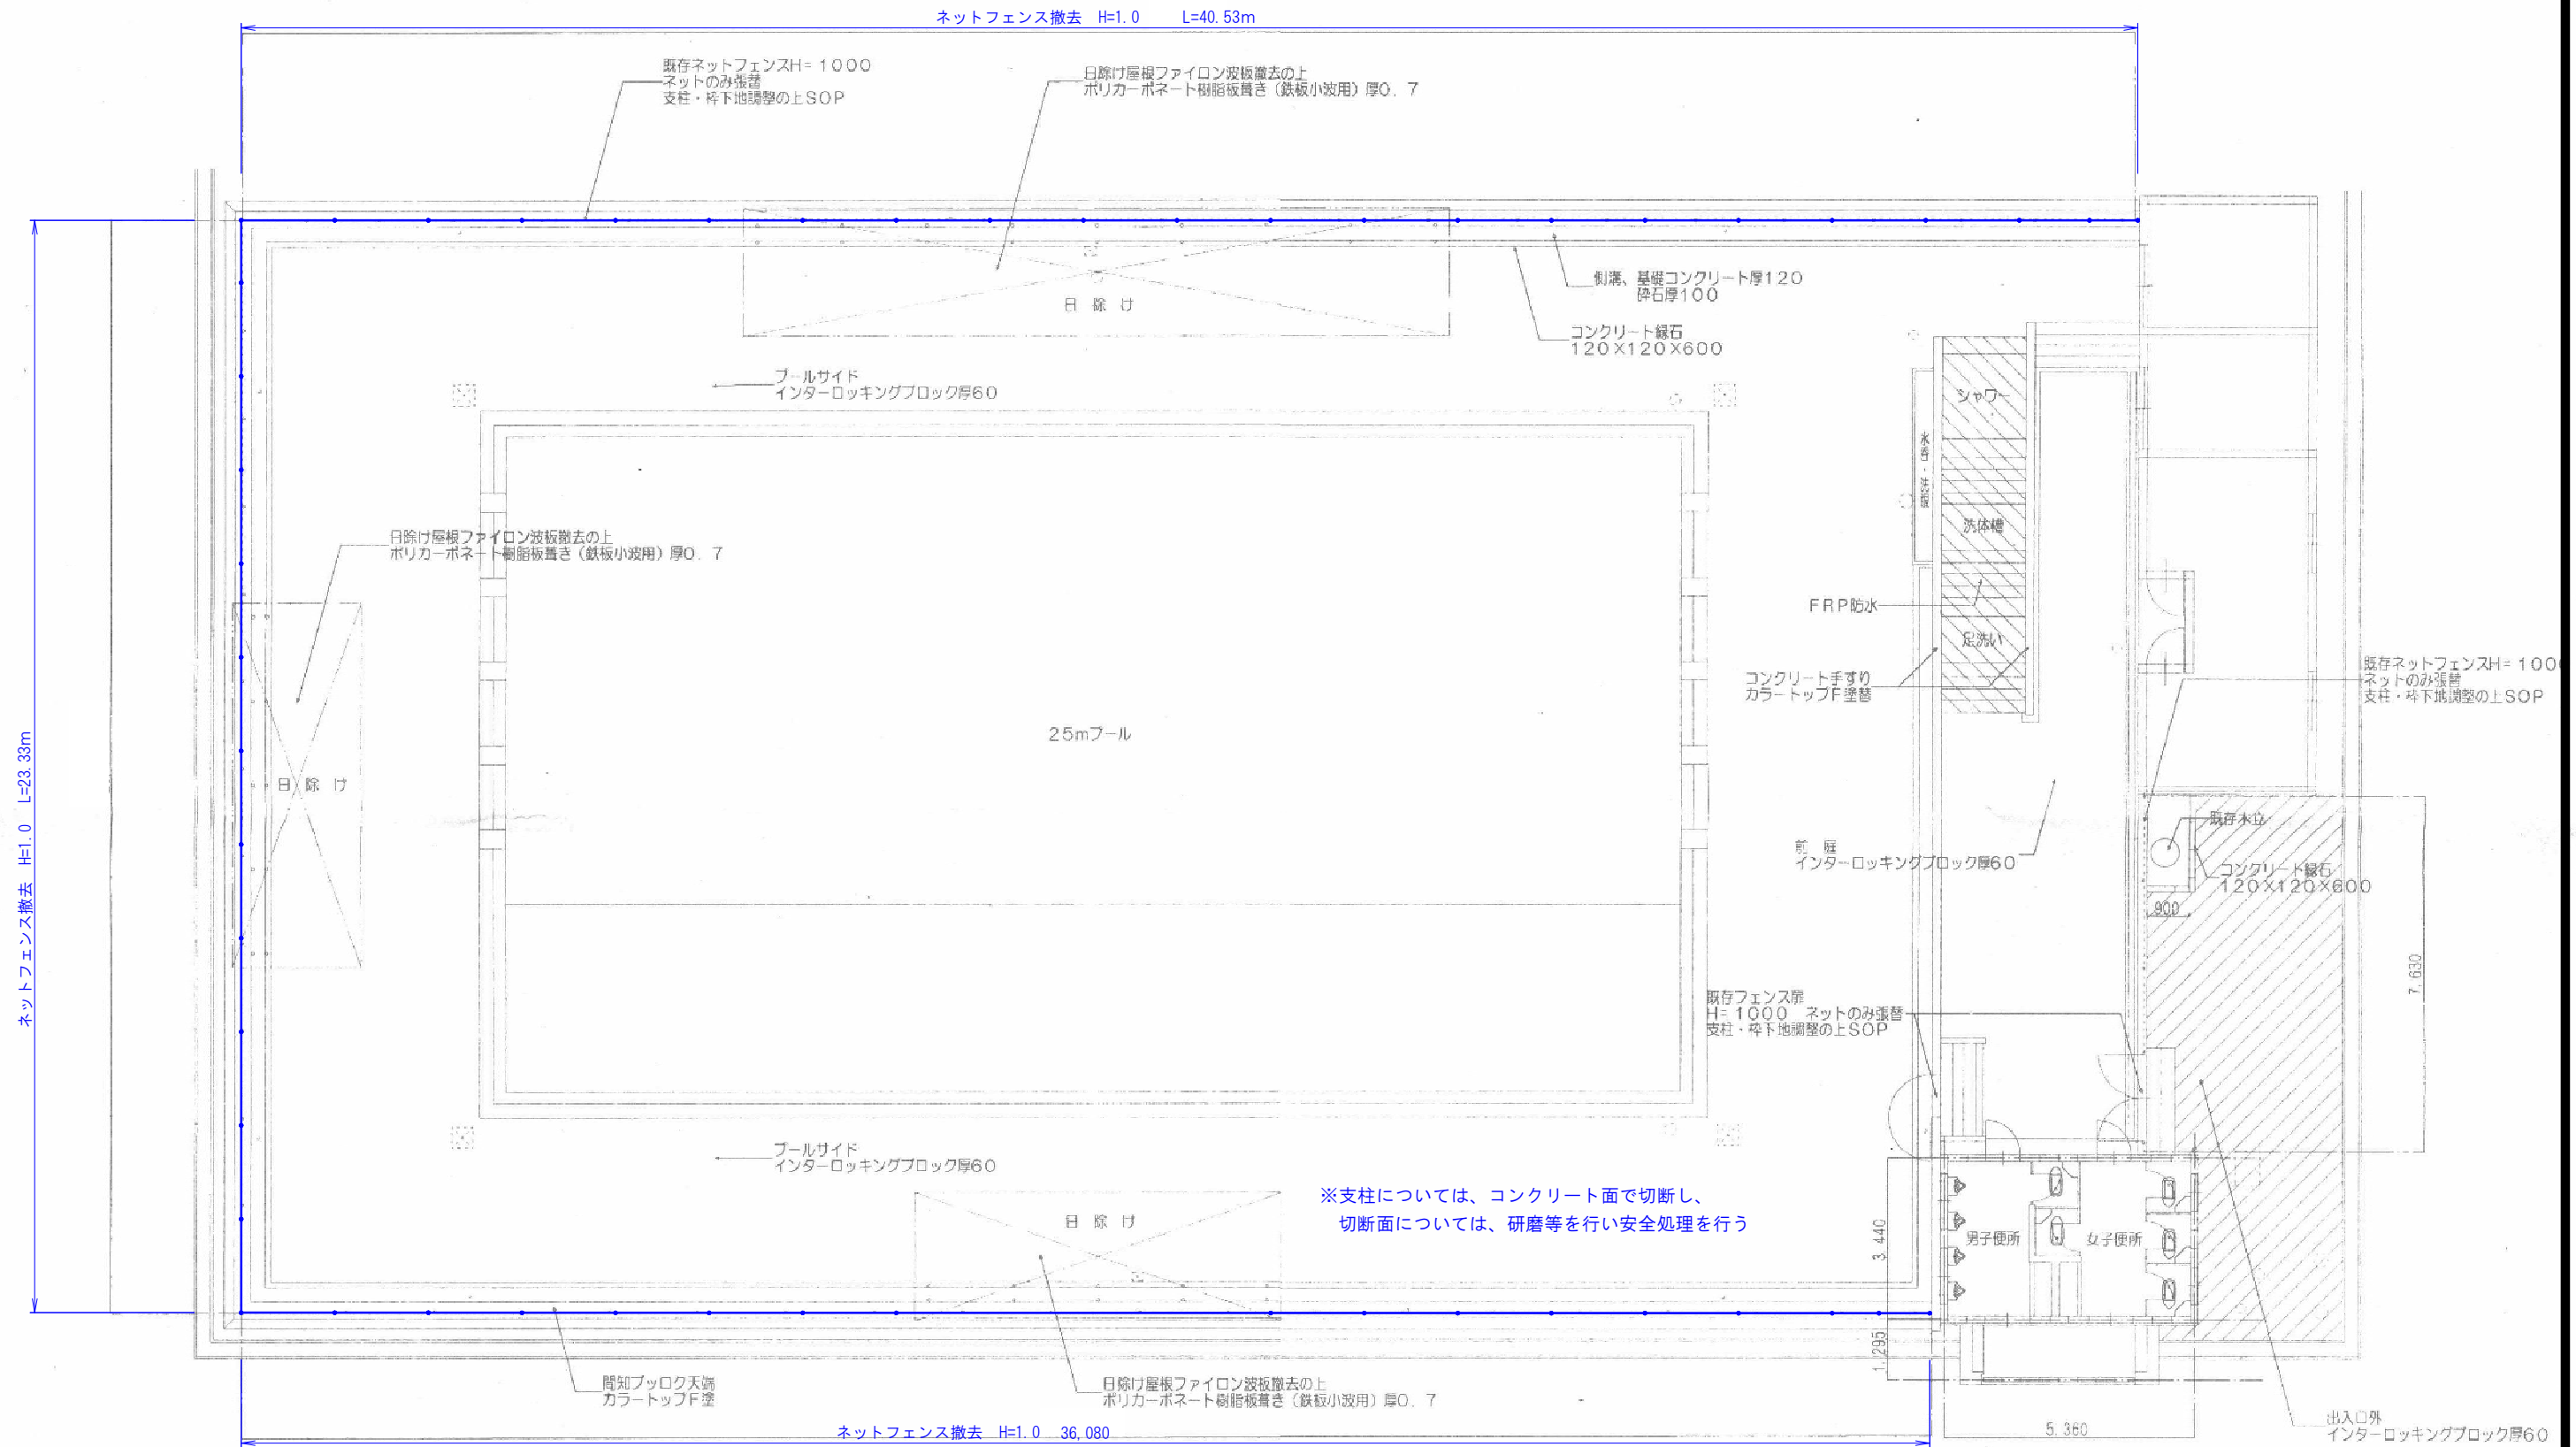 ネットフェンス撤去 H=1.0 L=40.53m
既存ネットフェンスH=1000
ネットのみ張替
支柱・枠下地調整の上SOP
日除け屋根ファイロン波板撤去の上
ポリカーボネート樹脂板葺き（鉄板小波用）厚0.7
側溝、基礎コンクリート厚120
砕石厚100
日除け
コンクリート縁石
120×120×600
プールサイド
インターロッキングブロック厚60
シャワー
水呑・洗眼
洗体槽
日除け屋根ファイロン波板撤去の上
ポリカーボネート樹脂板葺き（鉄板小波用）厚0.7
FRP防水
足洗い
コンクリート手すり
カラートップF塗替
既存ネットフェンスH=100
ネットのみ張替
支柱・枠下地調整の上SOP
25mプール
日除け
ネットフェンス撤去 H=1.0 L=23.33m
既存水立
前庭
インターロッキングブロック厚60
コンクリート縁石
120×120×600
900
7,630
既存フェンス扉
H=1000 ネットのみ張替
支柱・枠下地調整の上SOP
プールサイド
インターロッキングブロック厚60
※支柱については、コンクリート面で切断し、
切断面については、研磨等を行い安全処理を行う
日除け
3,440
男子便所
女子便所
1,295
間知ブッロク天端
カラートップF塗
日除け屋根ファイロン波板撤去の上
ポリカーボネート樹脂板葺き（鉄板小波用）厚0.7
ネットフェンス撤去 H=1.0 36,080
5,360
出入口外
インターロッキングブロック厚60